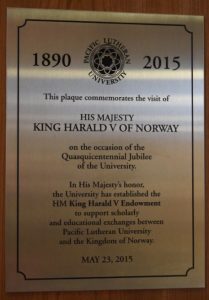 1890 PACIFIC LUTHERAN UNIVERSITY 2015
This plaque commemorates the visit of
HIS MAJESTY
KING HARALD V OF NORWAY
on the occasion of the
Quasquicentennial Jubilee
of the University.
In His Majesty's honor,
the University has established the
HM King Harald V Endowment
to support scholarly
and educational exchanges between
Pacific Lutheran University
and the Kingdom of Norway.
MAY 23, 2015